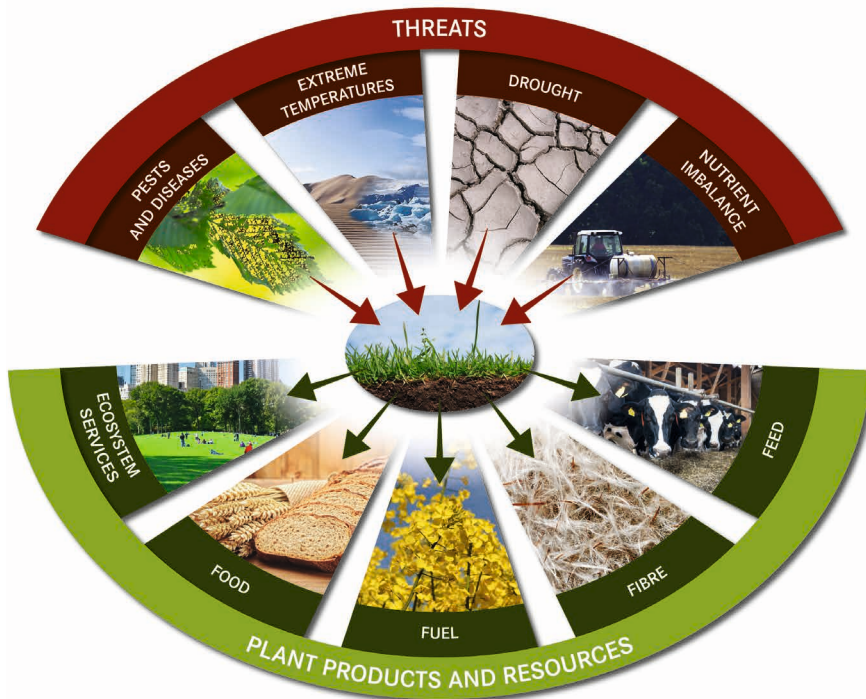 THREATS
PESTS
AND DISEASES
EXTREME
TEMPERATURES
DROUGHT
NUTRIENT
IMBALANCE
ECOSYSTEM
SERVICES
FOOD
FUEL
FIBRE
FEED
PLANT PRODUCTS AND RESOURCES